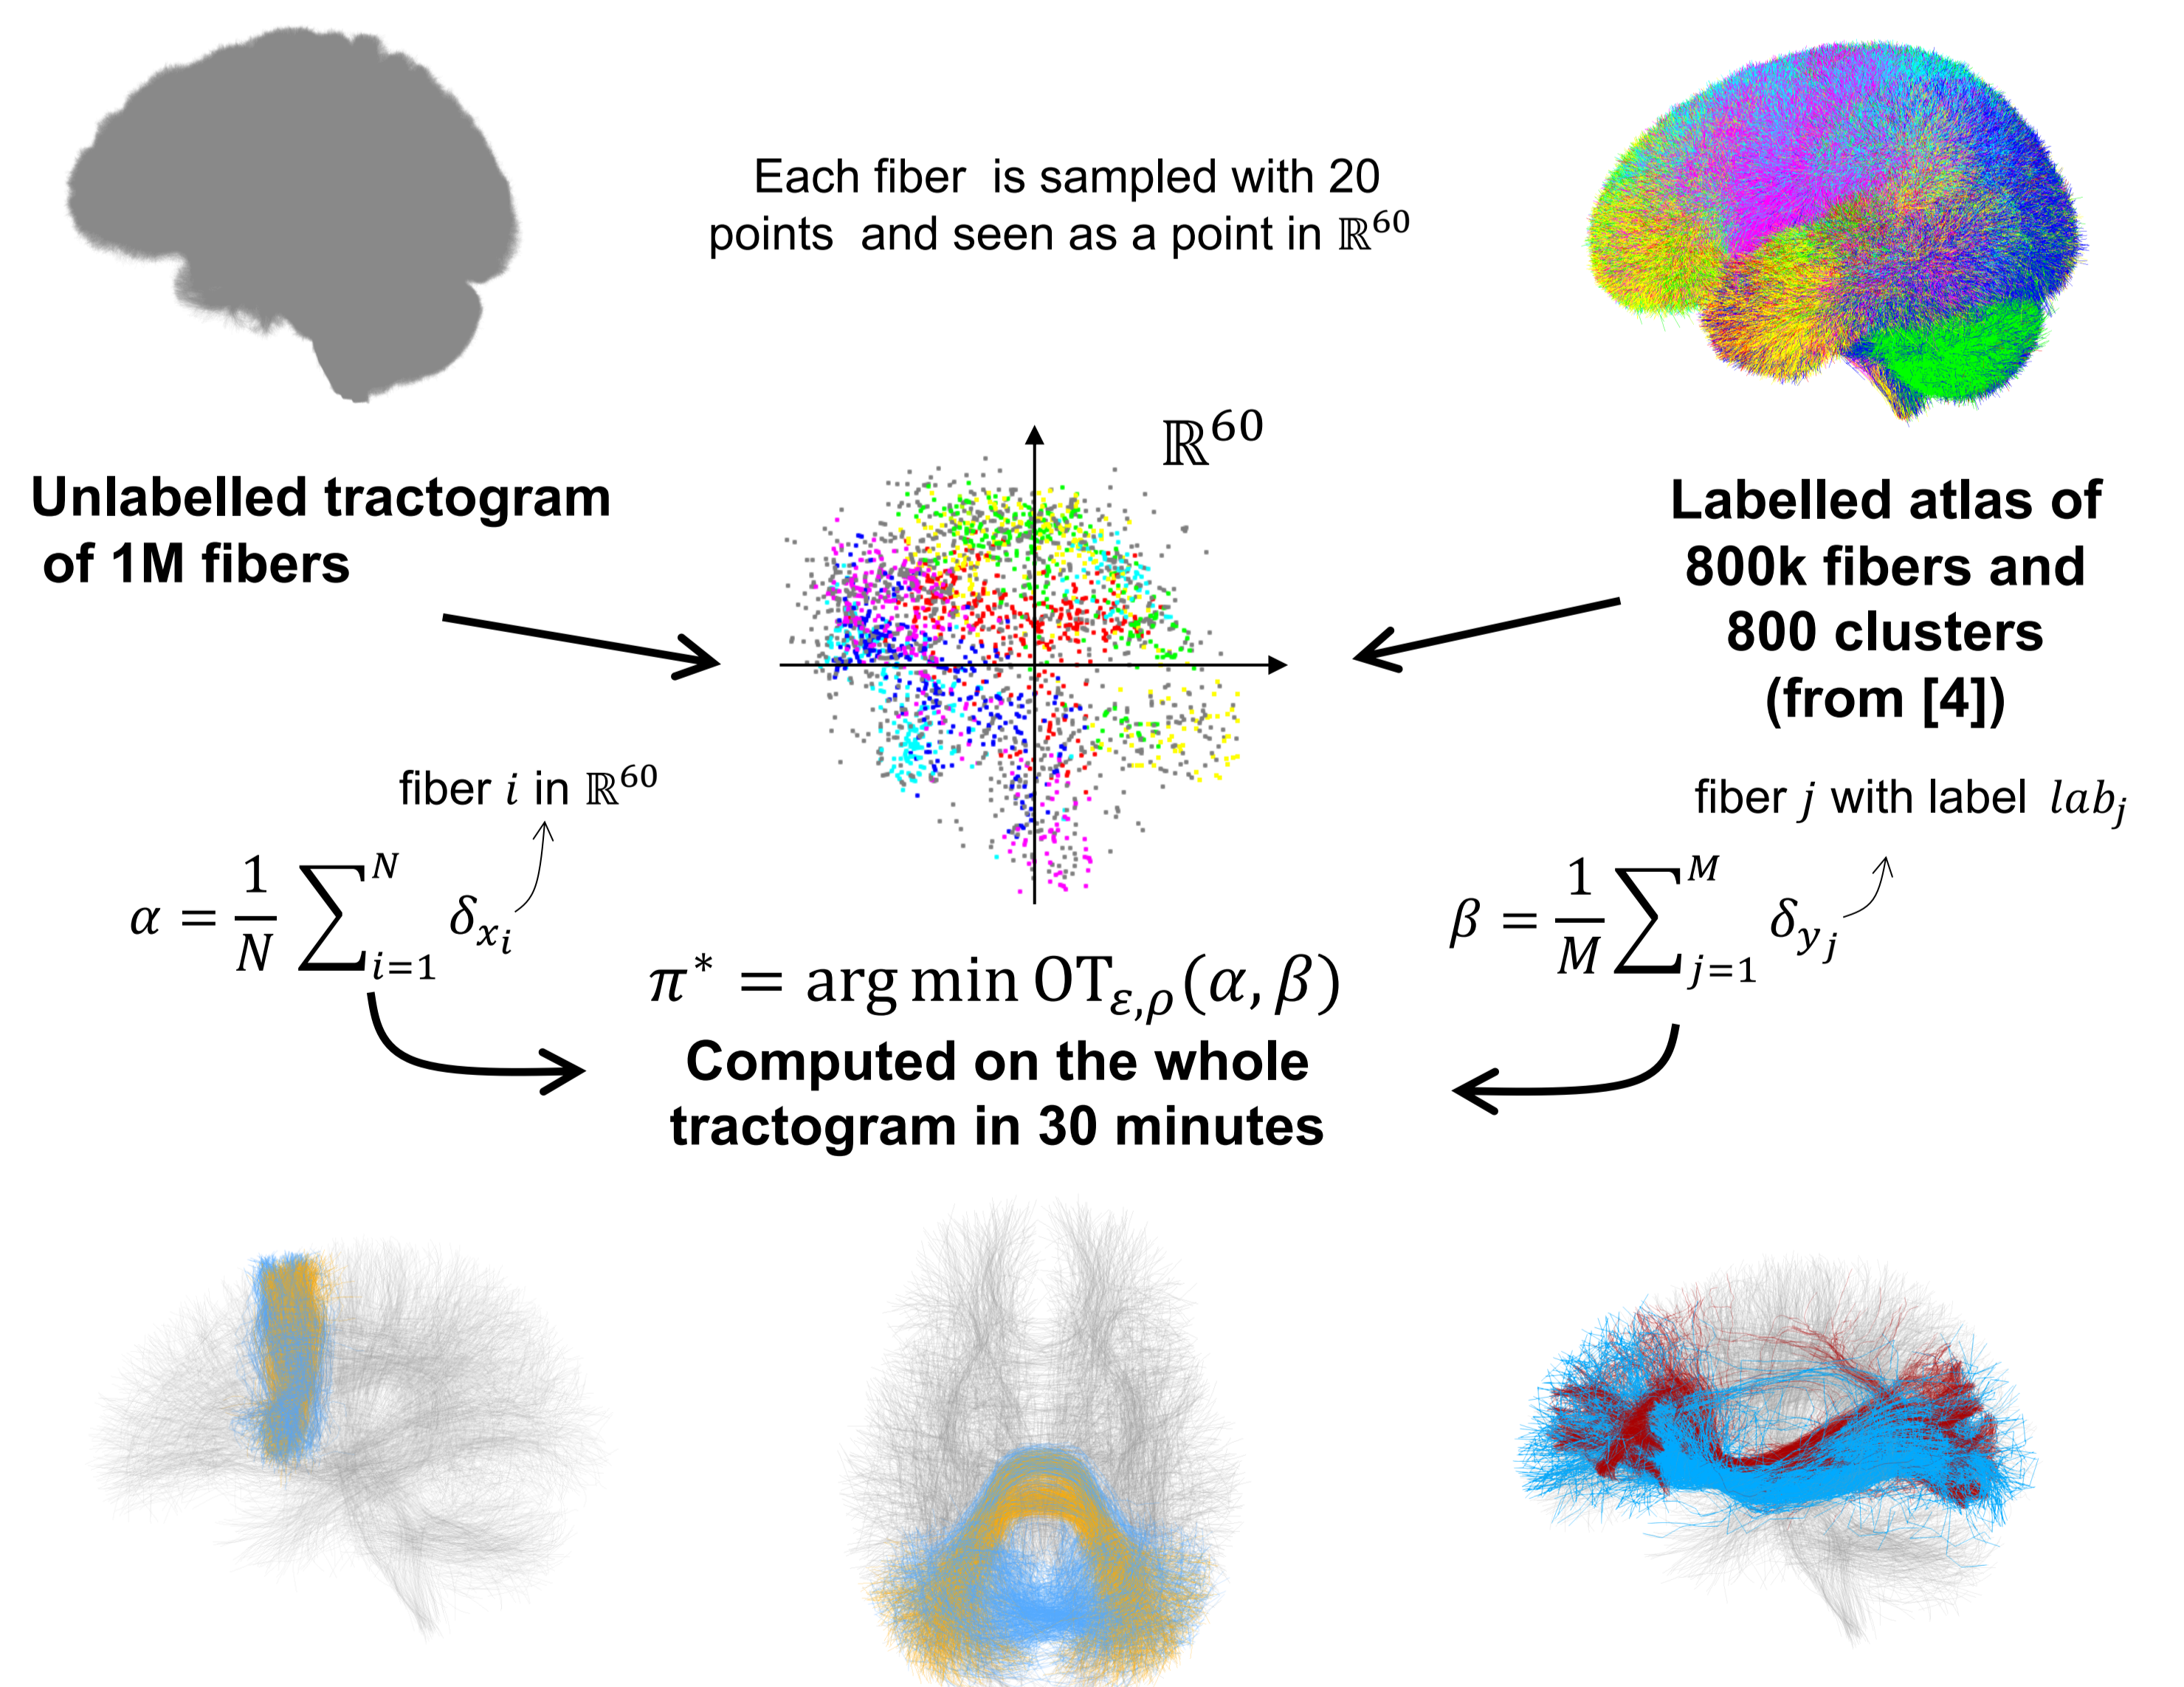 Each fiber is sampled with 20
points and seen as a point in ℝ⁶⁰
ℝ⁶⁰
Unlabelled tractogram
of 1M fibers
Labelled atlas of
800k fibers and
800 clusters
(from [4])
fiber i in ℝ⁶⁰
α = 1/N ∑_{i=1}^{N} δ_{x_i}
fiber j with label lab_j
β = 1/M ∑_{j=1}^{M} δ_{y_j}
π* = arg min OT_{ε,ρ}(α, β)
Computed on the whole
tractogram in 30 minutes